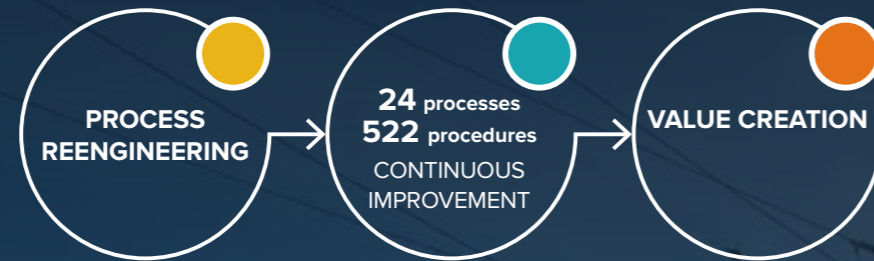 PROCESS
REENGINEERING
24 processes
522 procedures
CONTINUOUS
IMPROVEMENT
VALUE CREATION